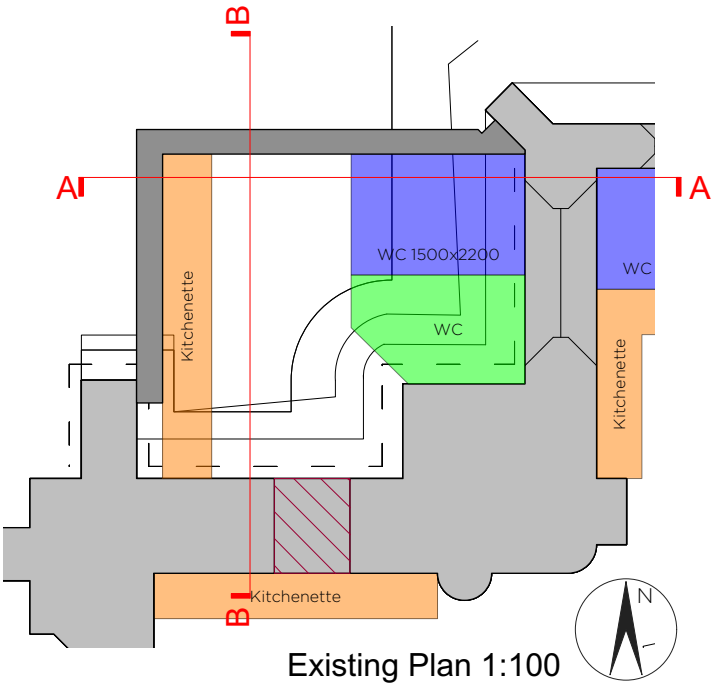 B
A
A
WC 1500x2200
WC
Kitchenette
WC
Kitchenette
B
Kitchenette
N
Existing Plan 1:100